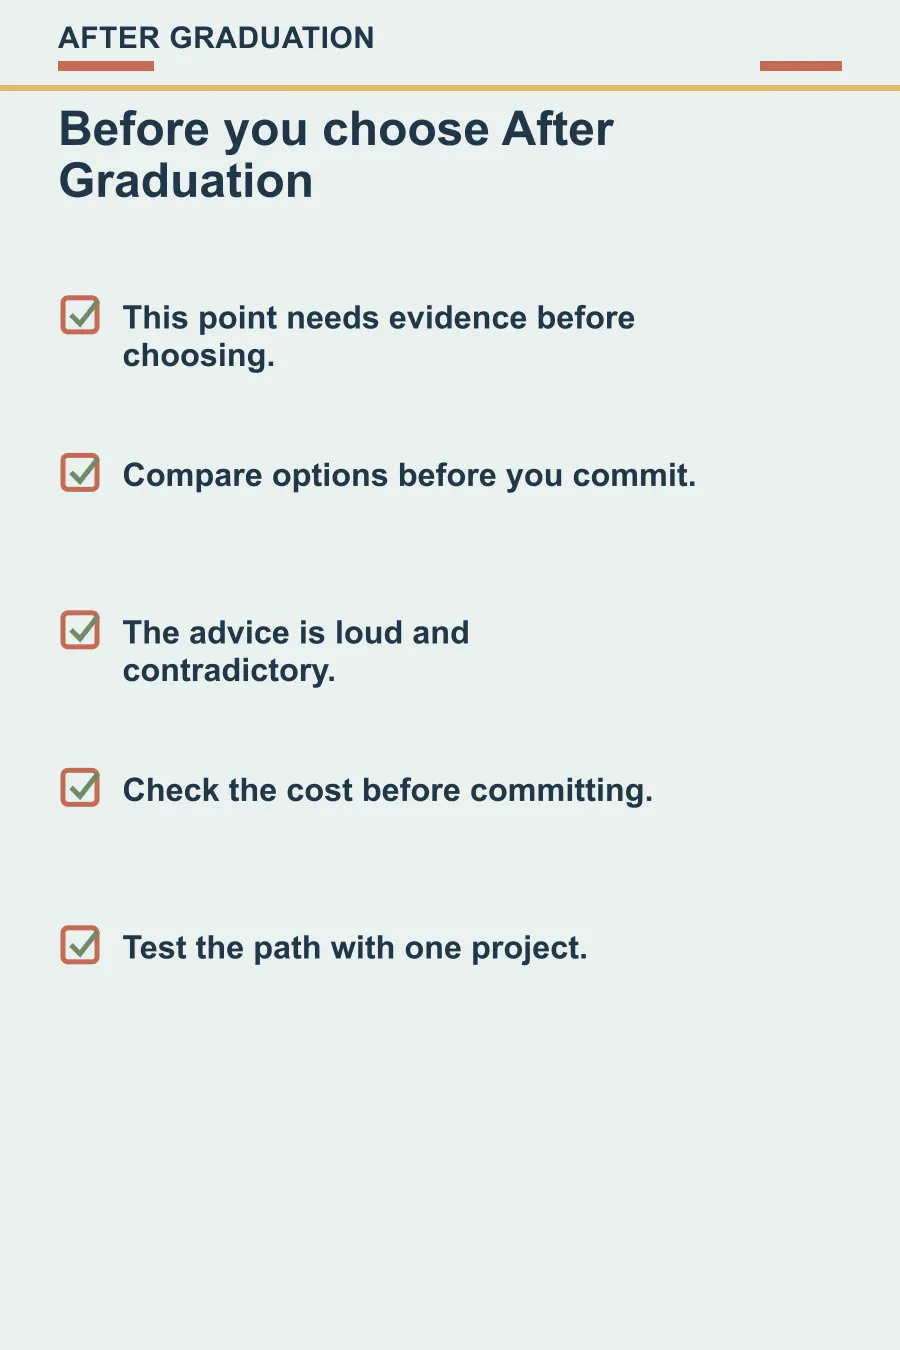 AFTER GRADUATION
Before you choose After
Graduation
This point needs evidence before
choosing.
Compare options before you commit.
The advice is loud and
contradictory.
Check the cost before committing.
Test the path with one project.